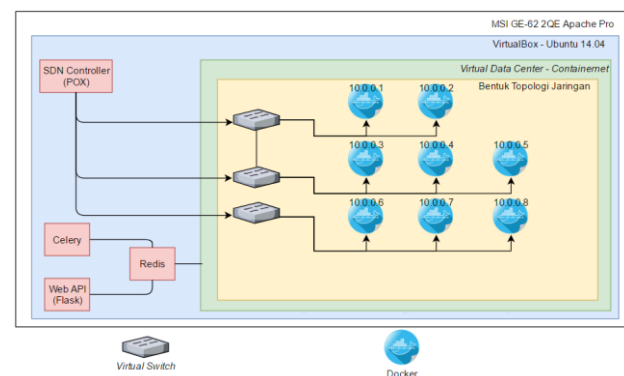 MSI GE-62 2QE Apache Pro
VirtualBox - Ubuntu 14.04
SDN Controller
(POX)
Virtual Data Center - Containernet
Bentuk Topologi Jaringan
10.0.0.1
10.0.0.2
10.0.0.3
10.0.0.4
10.0.0.5
10.0.0.6
10.0.0.7
10.0.0.8
Celery
Redis
Web API
(Flask)
Virtual Switch
Docker